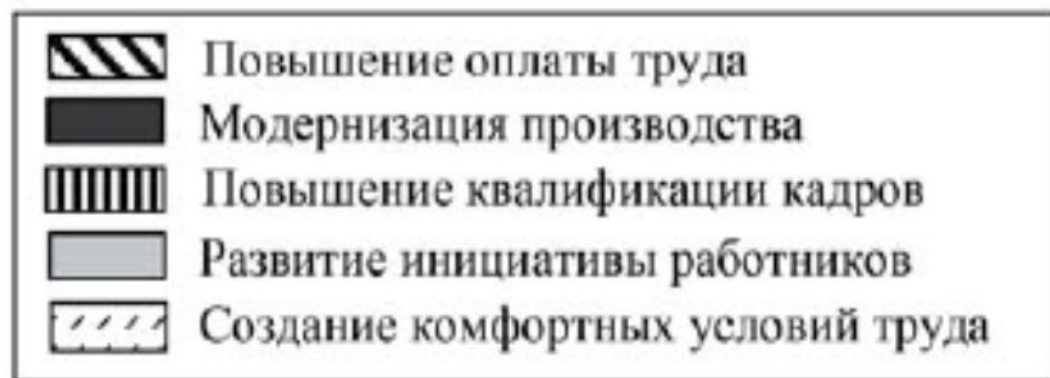 Повышение оплаты труда
Модернизация производства
Повышение квалификации кадров
Развитие инициативы работников
Создание комфортных условий труда